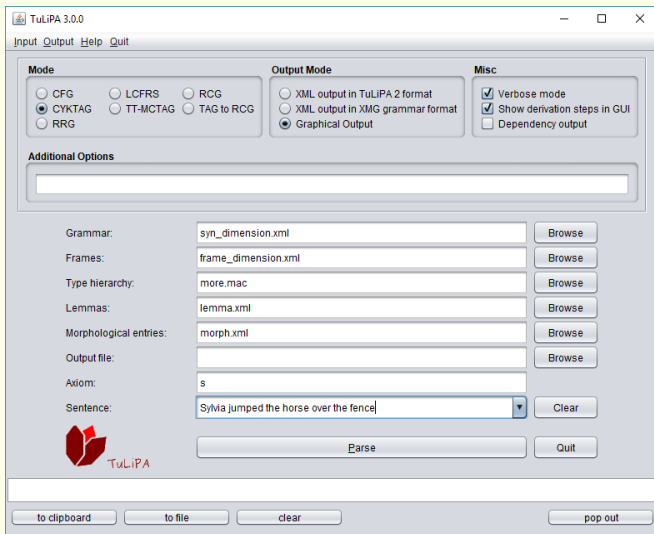 TuLiPA 3.0.0
Input Output Help Quit
Mode Output Mode Misc
CFG LCFRS RCG XML output in TuLiPA 2 format Verbose mode
CYKTAG TT-MCTAG TAG to RCG XML output in XMG grammar format Show derivation steps in GUI
RRG Graphical Output Dependency output
Additional Options
Grammar: syn_dimension.xml Browse
Frames: frame_dimension.xml Browse
Type hierarchy: more.mac Browse
Lemmas: lemma.xml Browse
Morphological entries: morph.xml Browse
Output file: Browse
Axiom: s
Sentence: Sylvia jumped the horse over the fence Clear
TuLiPA Parse Quit
to clipboard to file clear pop out